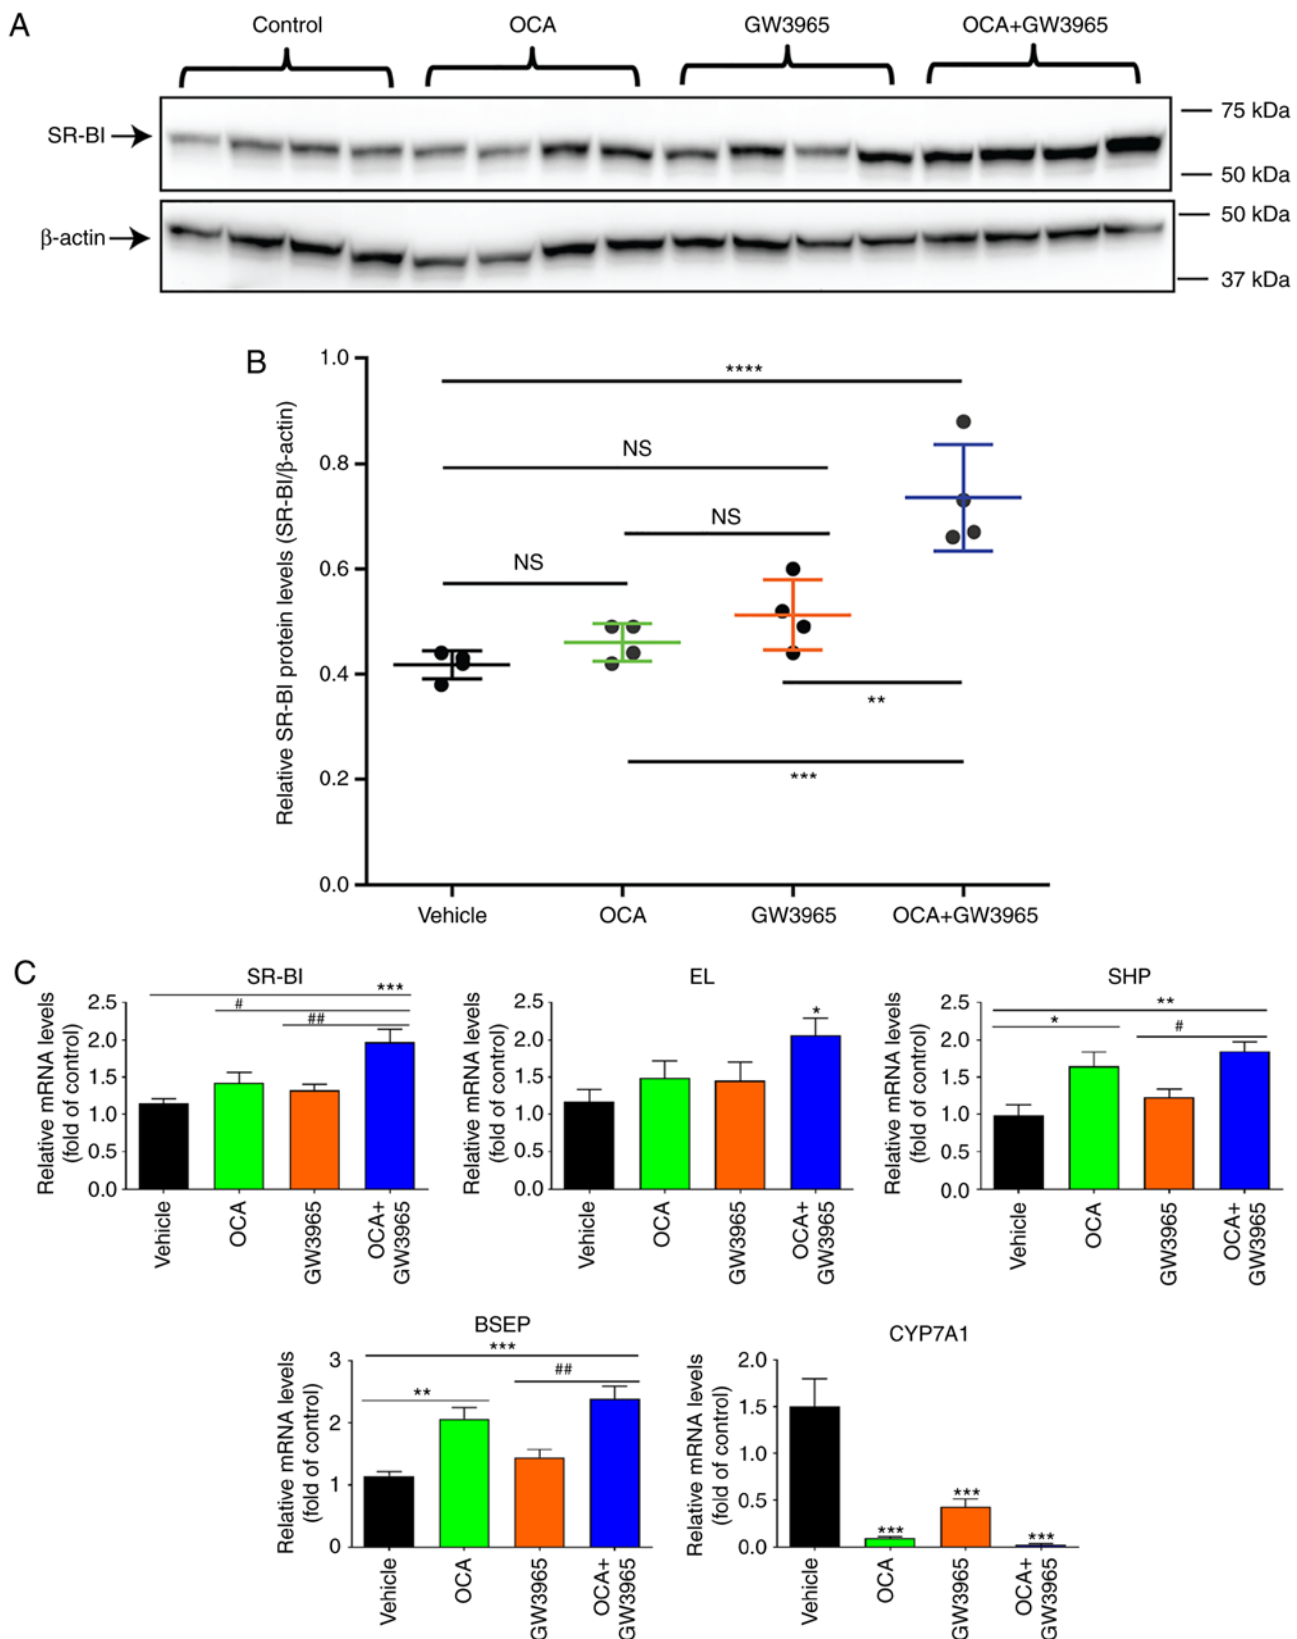 A
Control OCA GW3965 OCA+GW3965
SR-BI
75 kDa
50 kDa
β-actin
50 kDa
37 kDa
B
Relative SR-BI protein levels (SR-BI/β-actin)
1.0
0.8
0.6
0.4
0.2
0.0
****
NS
NS
NS
**
***
Vehicle OCA GW3965 OCA+GW3965
C
SR-BI
Relative mRNA levels
(fold of control)
2.5
2.0
1.5
1.0
0.5
0.0
***
#
##
Vehicle
OCA
GW3965
OCA+
GW3965
EL
Relative mRNA levels
(fold of control)
2.5
2.0
1.5
1.0
0.5
0.0
*
Vehicle
OCA
GW3965
OCA+
GW3965
SHP
Relative mRNA levels
(fold of control)
2.5
2.0
1.5
1.0
0.5
0.0
**
*
#
Vehicle
OCA
GW3965
OCA+
GW3965
BSEP
Relative mRNA levels
(fold of control)
3
2
1
0
***
##
**
Vehicle
OCA
GW3965
OCA+
GW3965
CYP7A1
Relative mRNA levels
(fold of control)
2.0
1.5
1.0
0.5
0.0
***
***
***
Vehicle
OCA
GW3965
OCA+
GW3965